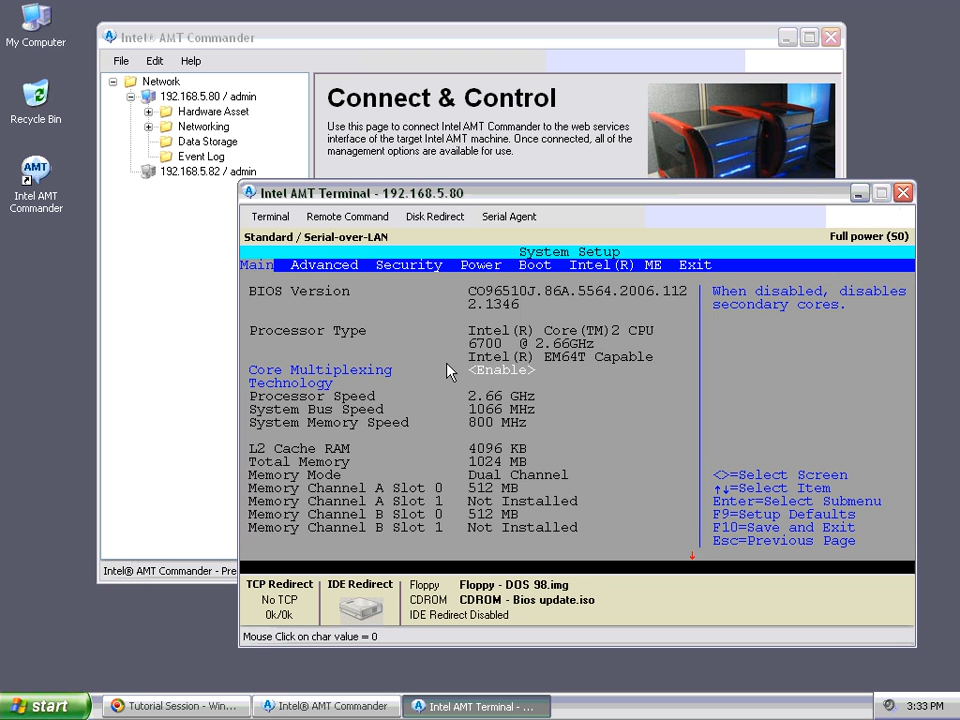 My Computer
Recycle Bin
AMT
Intel AMT
Commander
Intel® AMT Commander
File Edit Help
Network
192.168.5.80 / admin
Hardware Asset
Networking
Data Storage
Event Log
192.168.5.82 / admin
Connect & Control
Use this page to connect Intel AMT Commander to the web services
interface of the target Intel AMT machine. Once connected, all of the
management options are available for use.
Intel® AMT Commander - Pre
Intel AMT Terminal - 192.168.5.80
Terminal Remote Command Disk Redirect Serial Agent
Standard / Serial-over-LAN Full power (S0)
System Setup
Main Advanced Security Power Boot Intel(R) ME Exit
BIOS Version CO96510J.86A.5564.2006.112
2.1346
Processor Type Intel(R) Core(TM)2 CPU
6700 @ 2.66GHz
Intel(R) EM64T Capable
Core Multiplexing <Enable>
Technology
Processor Speed 2.66 GHz
System Bus Speed 1066 MHz
System Memory Speed 800 MHz
L2 Cache RAM 4096 KB
Total Memory 1024 MB
Memory Mode Dual Channel
Memory Channel A Slot 0 512 MB
Memory Channel A Slot 1 Not Installed
Memory Channel B Slot 0 512 MB
Memory Channel B Slot 1 Not Installed
When disabled, disables
secondary cores.
<>=Select Screen
↑↓=Select Item
Enter=Select Submenu
F9=Setup Defaults
F10=Save and Exit
Esc=Previous Page
TCP Redirect
No TCP
0k/0k
IDE Redirect
Floppy Floppy - DOS 98.img
CDROM CDROM - Bios update.iso
IDE Redirect Disabled
Mouse Click on char value = 0
start
Tutorial Session - Win...
Intel® AMT Commander
Intel AMT Terminal - ...
3:33 PM